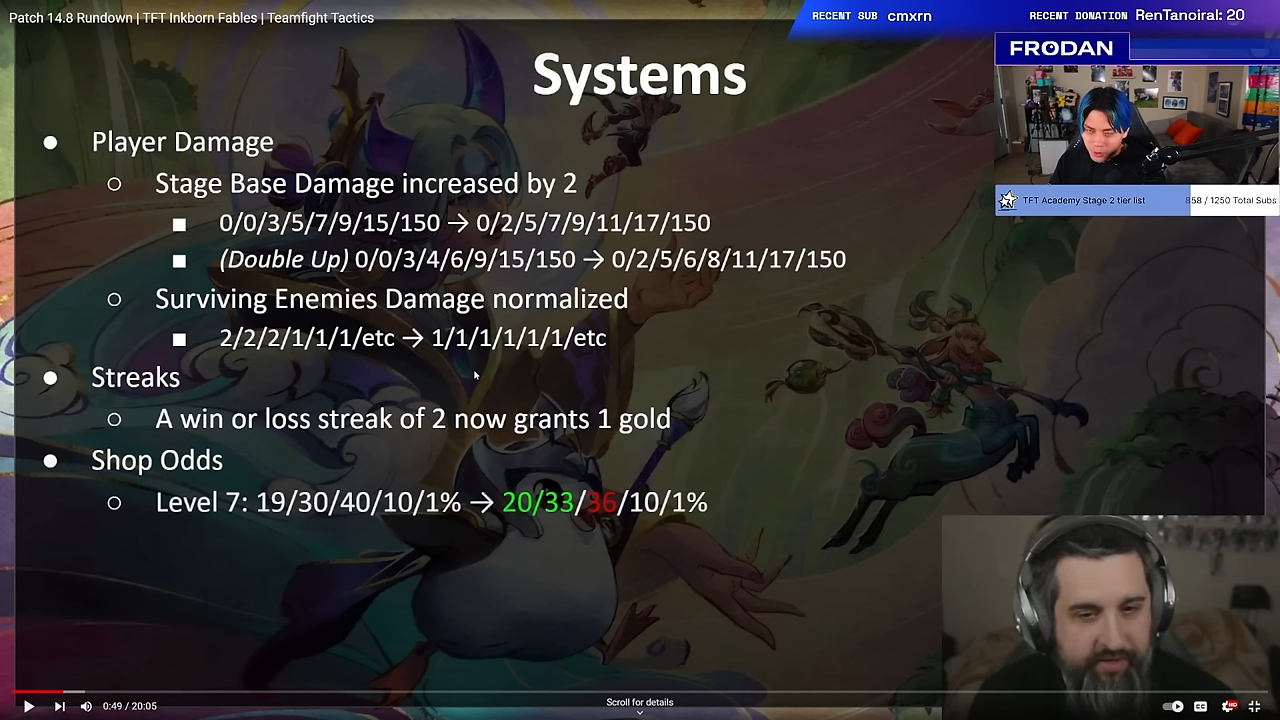 Patch 14.8 Rundown | TFT Inkborn Fables | Teamfight Tactics
RECENT SUB cmxrn
RECENT DONATION RenTanoiral: 20
FRODAN
Systems
● Player Damage
○ Stage Base Damage increased by 2
■ 0/0/3/5/7/9/15/150 → 0/2/5/7/9/11/17/150
■ (Double Up) 0/0/3/4/6/9/15/150 → 0/2/5/6/8/11/17/150
○ Surviving Enemies Damage normalized
■ 2/2/2/1/1/1/etc → 1/1/1/1/1/1/etc
● Streaks
○ A win or loss streak of 2 now grants 1 gold
● Shop Odds
○ Level 7: 19/30/40/10/1% → 20/33/36/10/1%
TFT Academy Stage 2 tier list
858 / 1250 Total Subs
0:49 / 20:05
Scroll for details
CC
HD